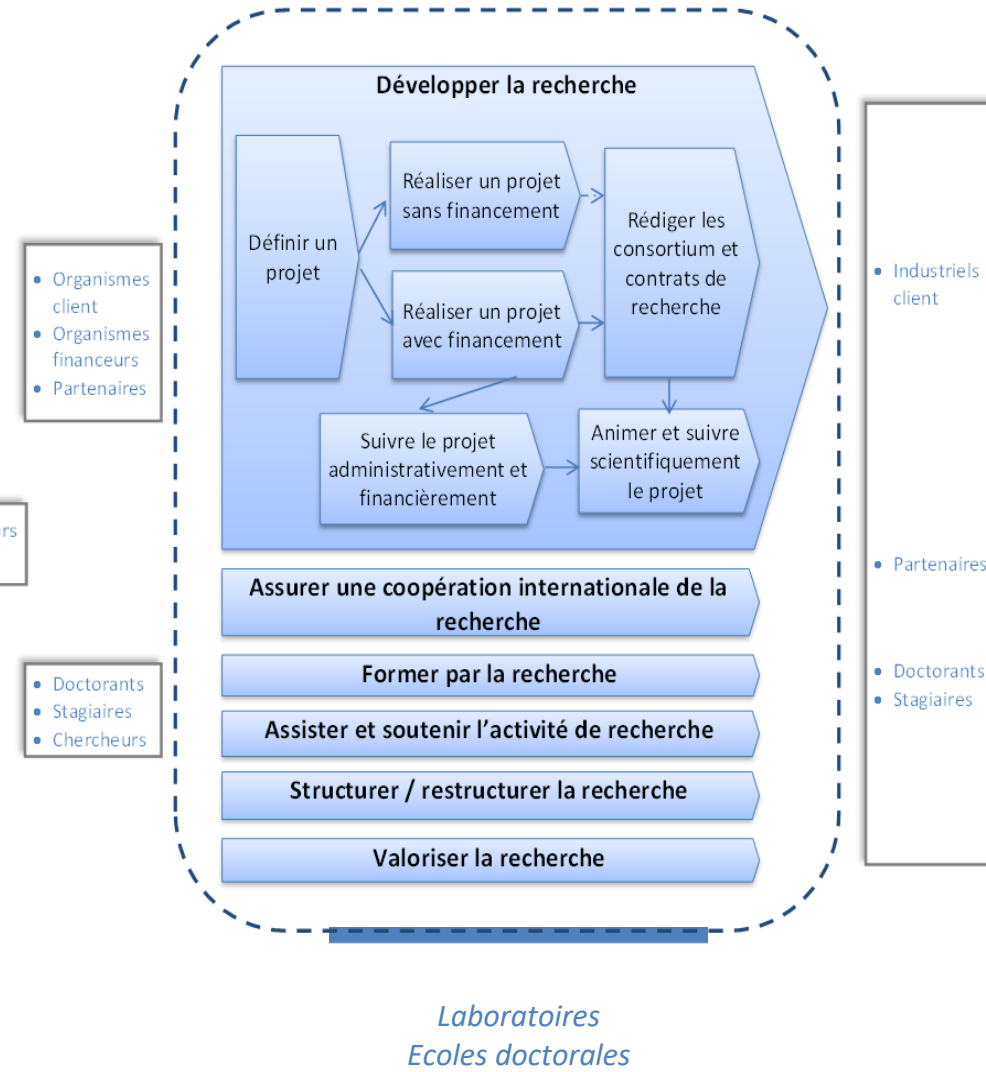 Développer la recherche
Définir un
projet
Réaliser un projet
sans financement
Réaliser un projet
avec financement
Rédiger les
consortium et
contrats de
recherche
Suivre le projet
administrativement et
financièrement
Animer et suivre
scientifiquement
le projet
• Organismes
client
• Organismes
financeurs
• Partenaires
• Doctorants
• Stagiaires
• Chercheurs
Assurer une coopération internationale de la
recherche
Former par la recherche
Assister et soutenir l’activité de recherche
Structurer / restructurer la recherche
Valoriser la recherche
• Industriels
client
• Partenaires
• Doctorants
• Stagiaires
Laboratoires
Ecoles doctorales